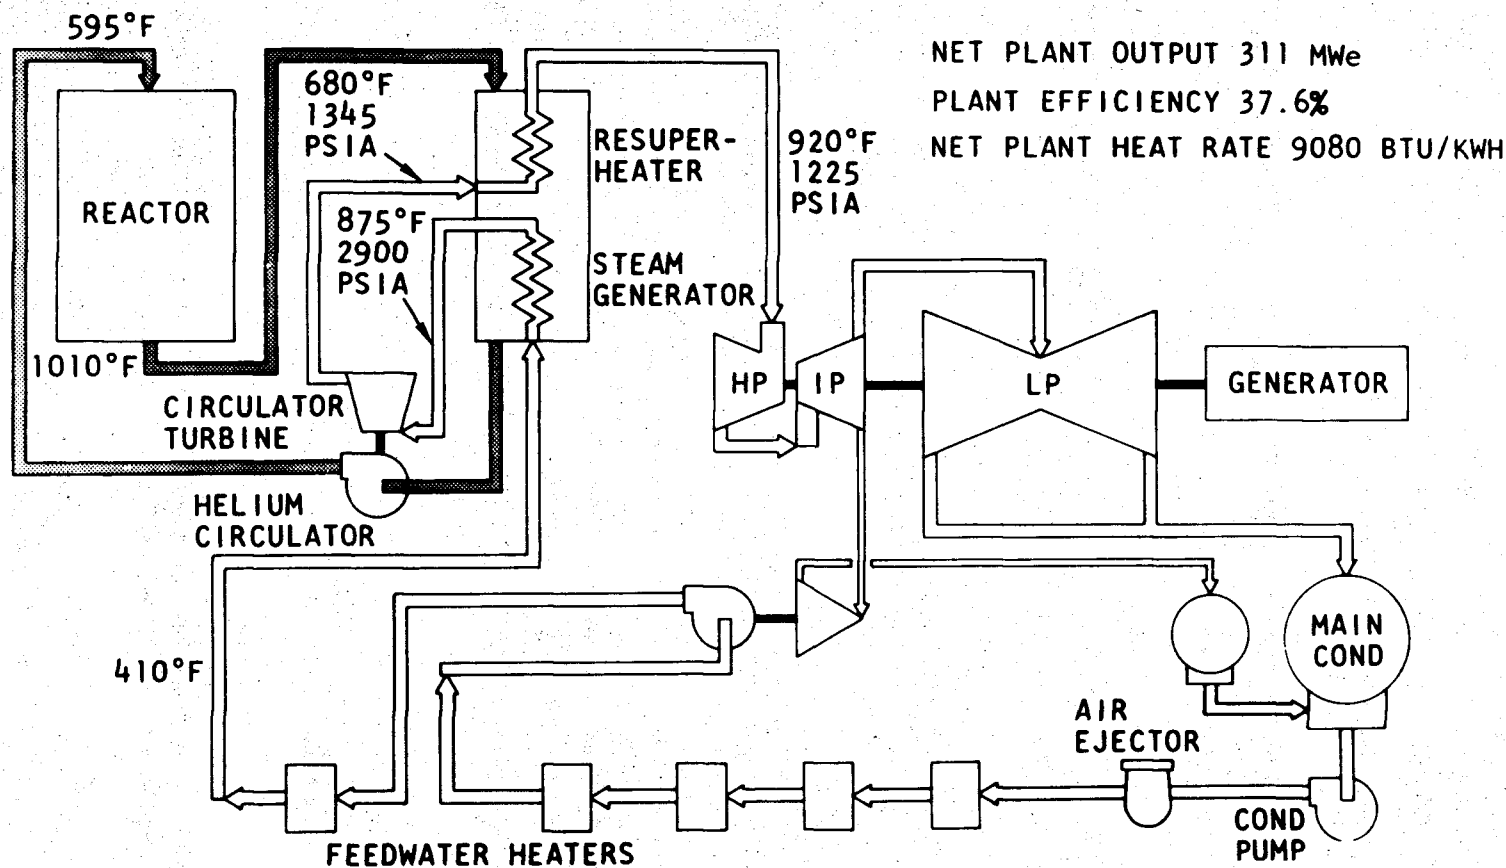 595°F
NET PLANT OUTPUT 311 MWe
PLANT EFFICIENCY 37.6%
NET PLANT HEAT RATE 9080 BTU/KWH
680°F
1345
PSIA
RESUPER-
HEATER
920°F
1225
PSIA
REACTOR
875°F
2900
PSIA
STEAM
GENERATOR
1010°F
HP
IP
LP
GENERATOR
CIRCULATOR
TURBINE
HELIUM
CIRCULATOR
410°F
MAIN
COND
AIR
EJECTOR
COND
PUMP
FEEDWATER HEATERS